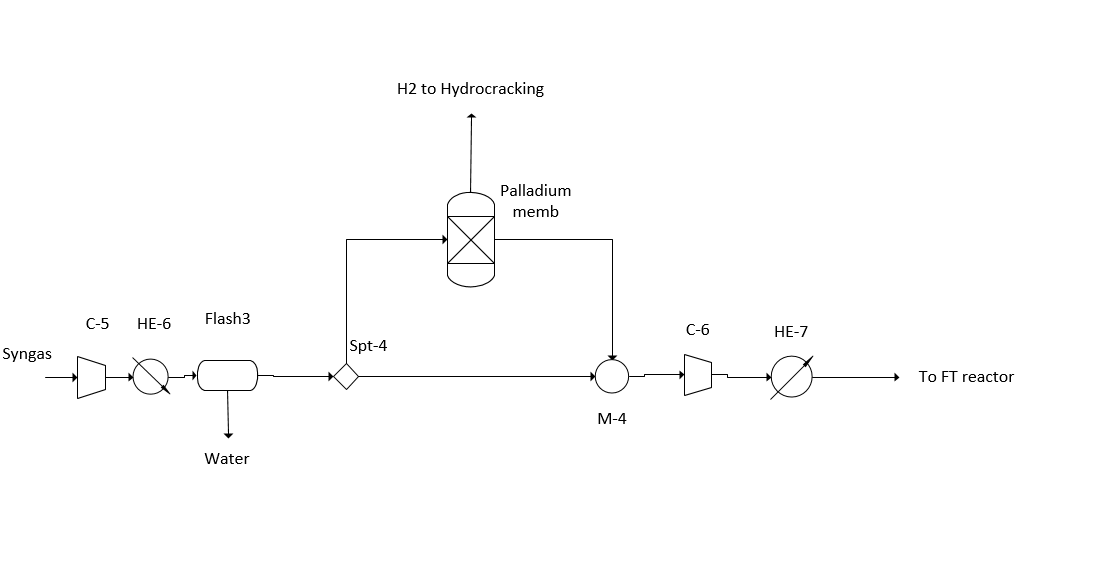 H2 to Hydrocracking
Palladium
memb
C-5
HE-6
Flash3
Syngas
Spt-4
C-6
HE-7
To FT reactor
M-4
Water